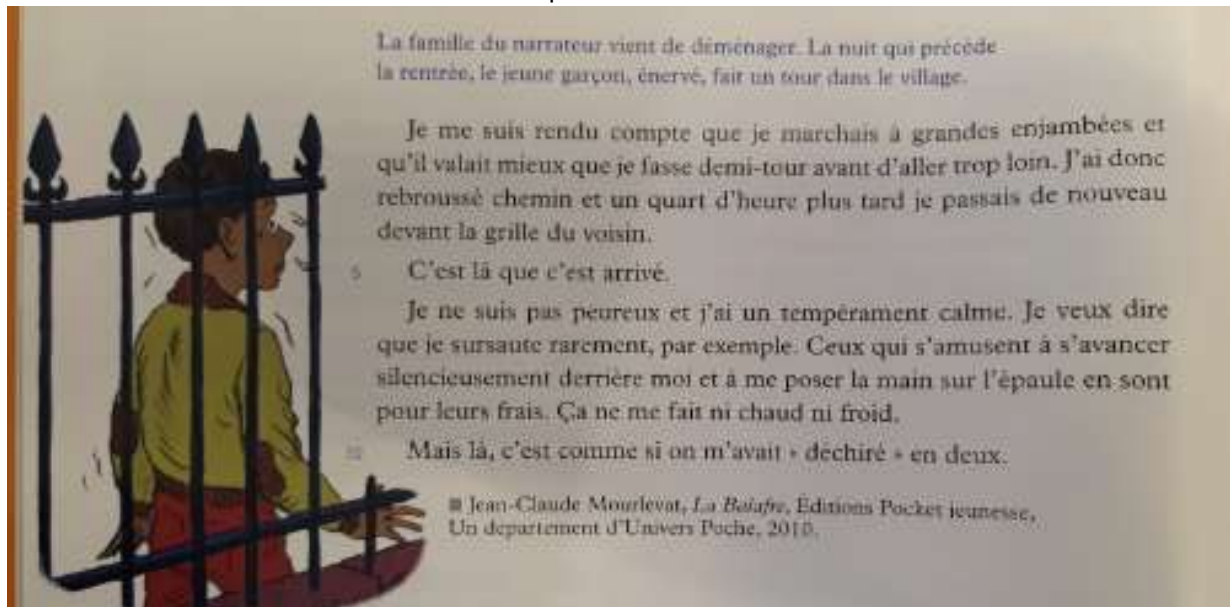 La famille du narrateur vient de déménager. La nuit qui précède
la rentrée, le jeune garçon, énervé, fait un tour dans le village.
Je me suis rendu compte que je marchais à grandes enjambées et
qu'il valait mieux que je fasse demi-tour avant d'aller trop loin. J'ai donc
rebroussé chemin et un quart d'heure plus tard je passais de nouveau
devant la grille du voisin.
5 C'est là que c'est arrivé.
Je ne suis pas peureux et j'ai un tempérament calme. Je veux dire
que je sursaute rarement, par exemple. Ceux qui s'amusent à s'avancer
silencieusement derrière moi et à me poser la main sur l'épaule en sont
pour leurs frais. Ça ne me fait ni chaud ni froid.
10 Mais là, c'est comme si on m'avait « déchiré » en deux.
■ Jean-Claude Mourlevat, La Balafre, Éditions Pocket jeunesse,
Un département d'Univers Poche, 2010.